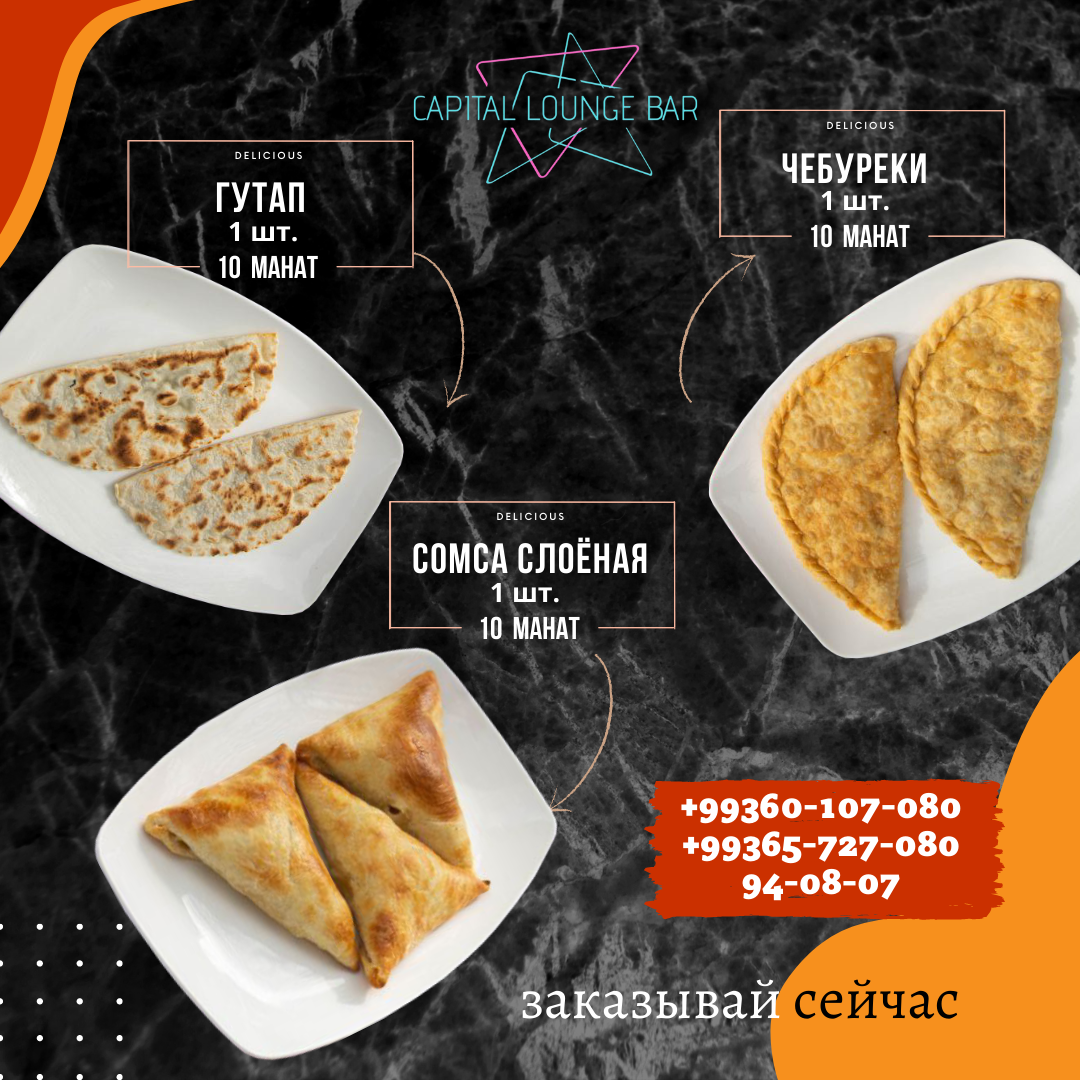 CAPITAL LOUNGE BAR
DELICIOUS
ГУТАП
1 шт.
10 МАНАТ
DELICIOUS
ЧЕБУРЕКИ
1 шт.
10 МАНАТ
DELICIOUS
СОМСА СЛОЁНАЯ
1 шт.
10 МАНАТ
+99360-107-080
+99365-727-080
94-08-07
заказывай сейчас